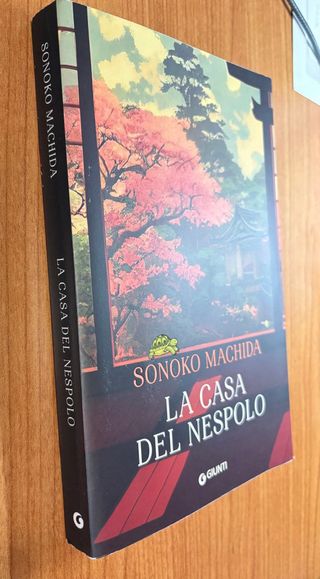 SONOKO MACHIDA
LA CASA DEL NESPOLO
G
SONOKO MACHIDA
LA CASA
DEL NESPOLO
G GIUNTI